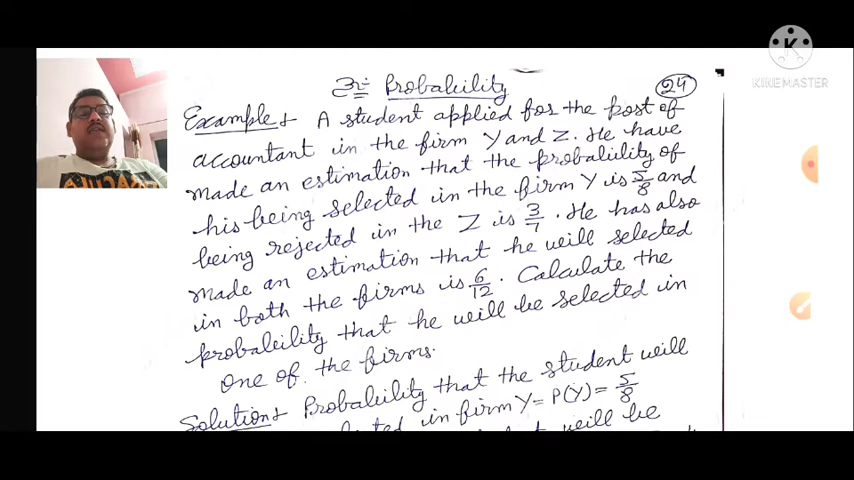 Probability
24
K
KINEMASTER
Example A student applied for the post of
accountant in the firm Y and Z. He have
made an estimation that the probability of
his being selected in the firm Y is 5/8 and
being rejected in the Z is 3/7. He has also
made an estimation that he will selected
in both the firms is 6/12. Calculate the
probability that he will be selected in
One of the firms.
Solution Probability that the student will
in firm Y = P(Y) = 5/8
will be